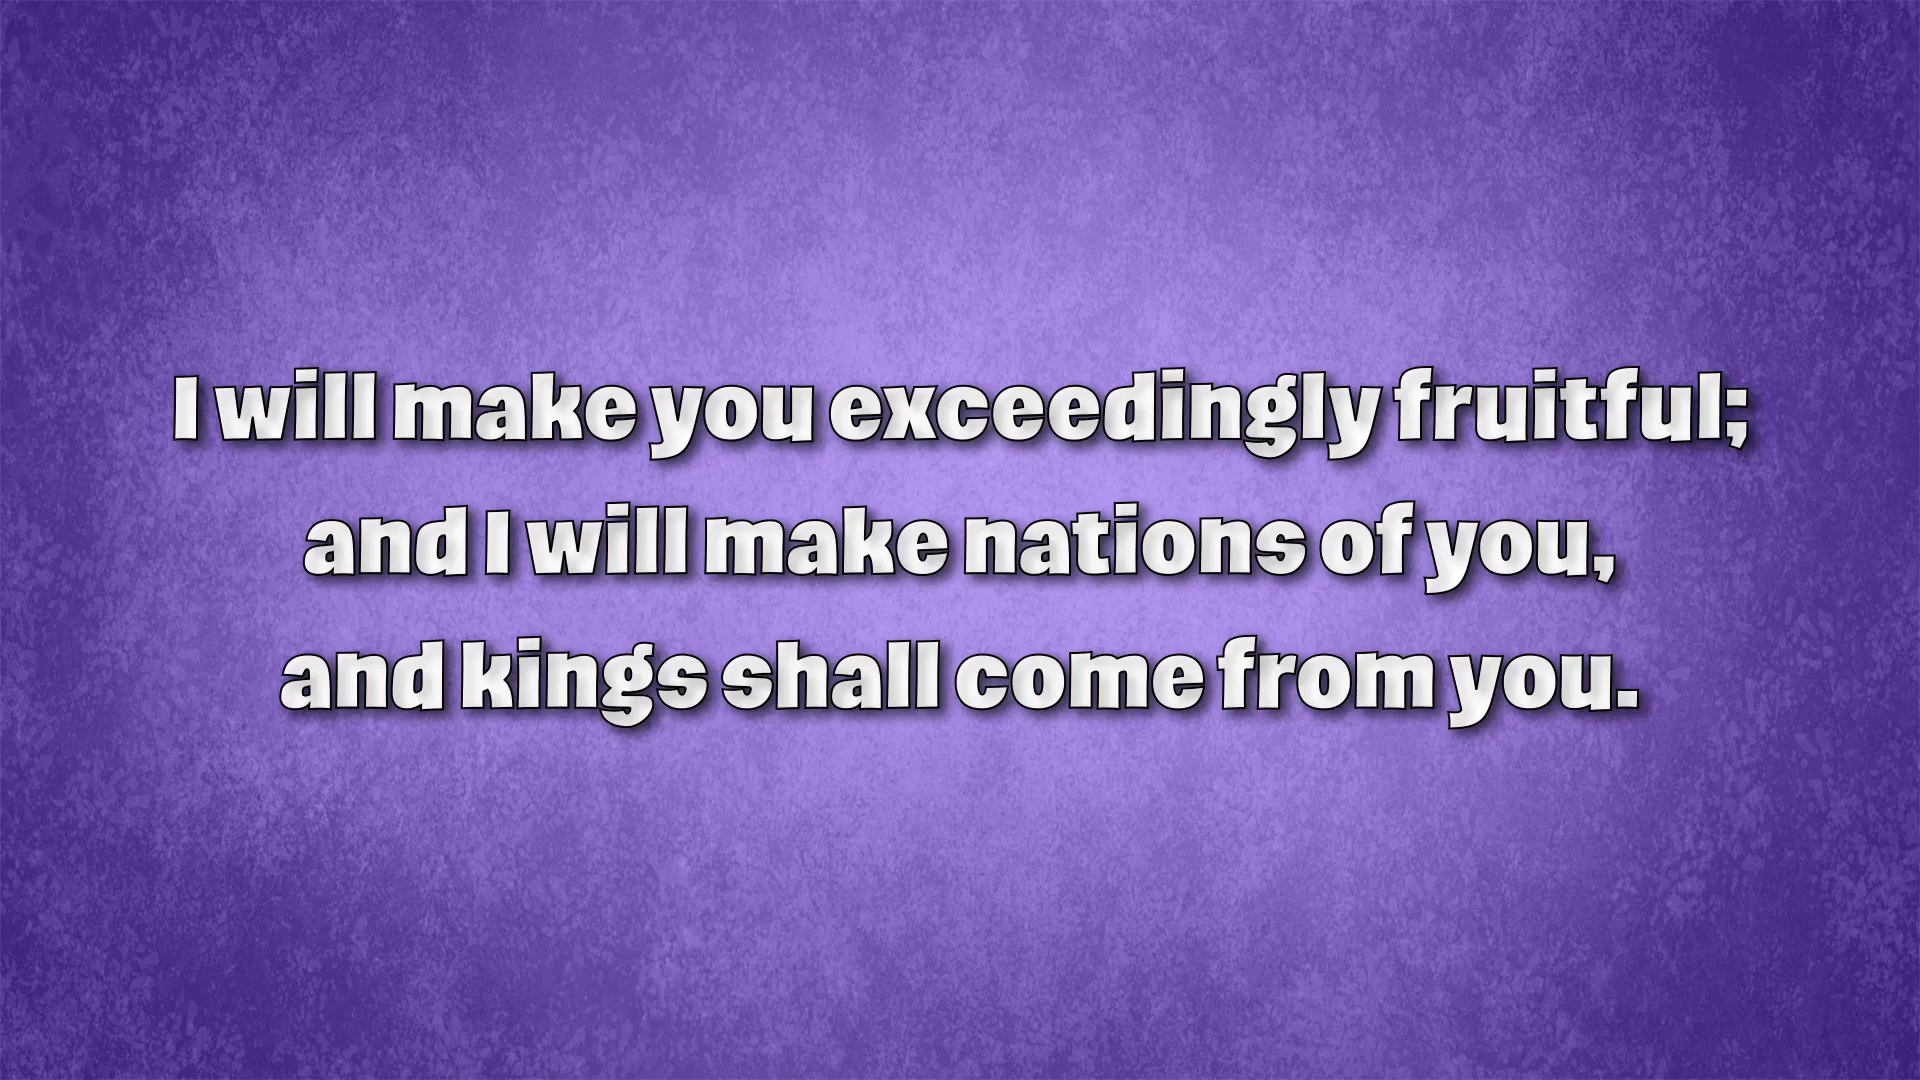 I will make you exceedingly fruitful;
and I will make nations of you,
and kings shall come from you.